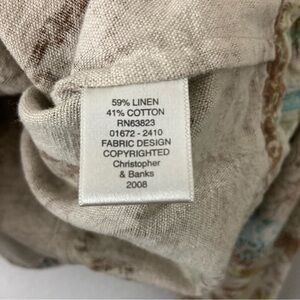 59% LINEN
41% COTTON
RN63823
01672 - 2410
FABRIC DESIGN
COPYRIGHTED
Christopher
& Banks
2008